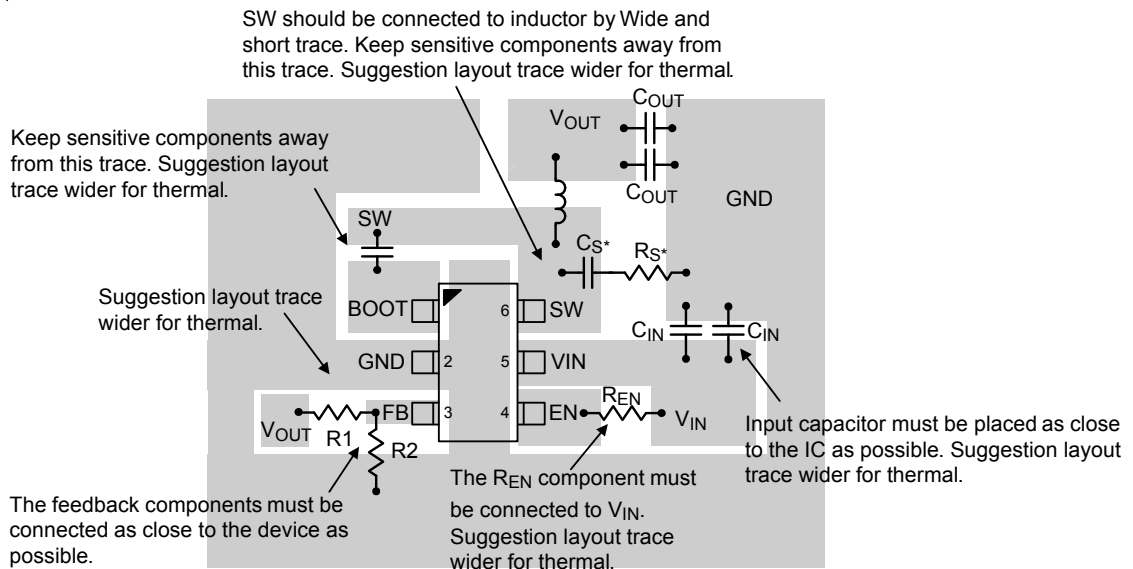 SW should be connected to inductor by Wide and
short trace. Keep sensitive components away from
this trace. Suggestion layout trace wider for thermal.
COUT
VOUT
Keep sensitive components away
from this trace. Suggestion layout
trace wider for thermal.
COUT
GND
SW
CS*
RS*
Suggestion layout trace
wider for thermal.
BOOT
6
SW
CIN
CIN
GND
2
5
VIN
REN
FB
3
4
EN
VIN
VOUT
R1
R2
Input capacitor must be placed as close
to the IC as possible. Suggestion layout
trace wider for thermal.
The feedback components must be
connected as close to the device as
possible.
The REN component must
be connected to VIN.
Suggestion layout trace
wider for thermal.